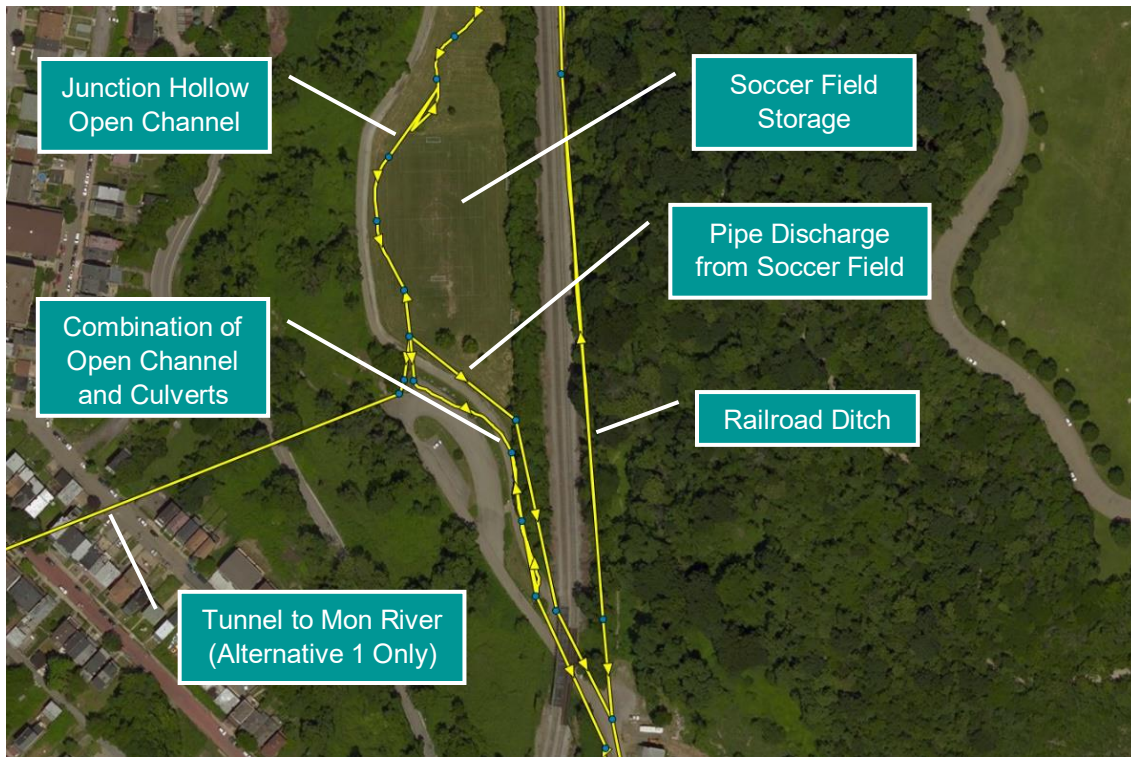 Junction Hollow
Open Channel
Soccer Field
Storage
Pipe Discharge
from Soccer Field
Combination of
Open Channel
and Culverts
Railroad Ditch
Tunnel to Mon River
(Alternative 1 Only)